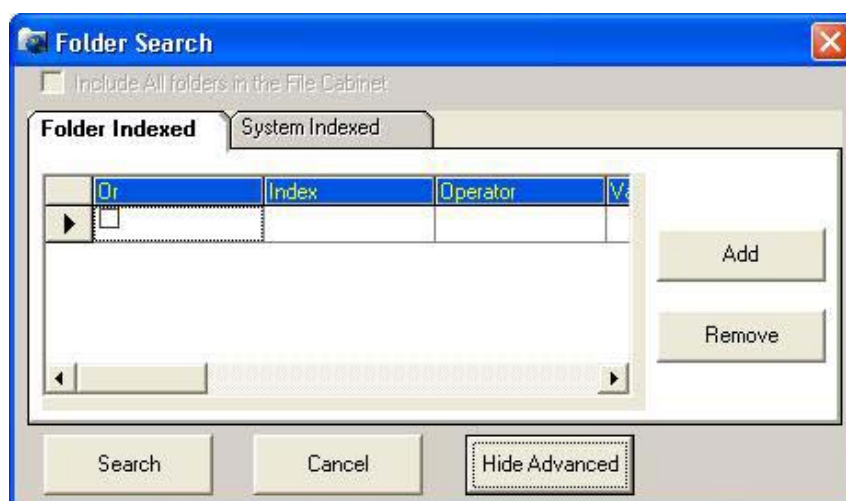 Folder Search
Include All folders in the File Cabinet
Folder Indexed System Indexed
Or Index Operator
Add
Remove
Search Cancel Hide Advanced